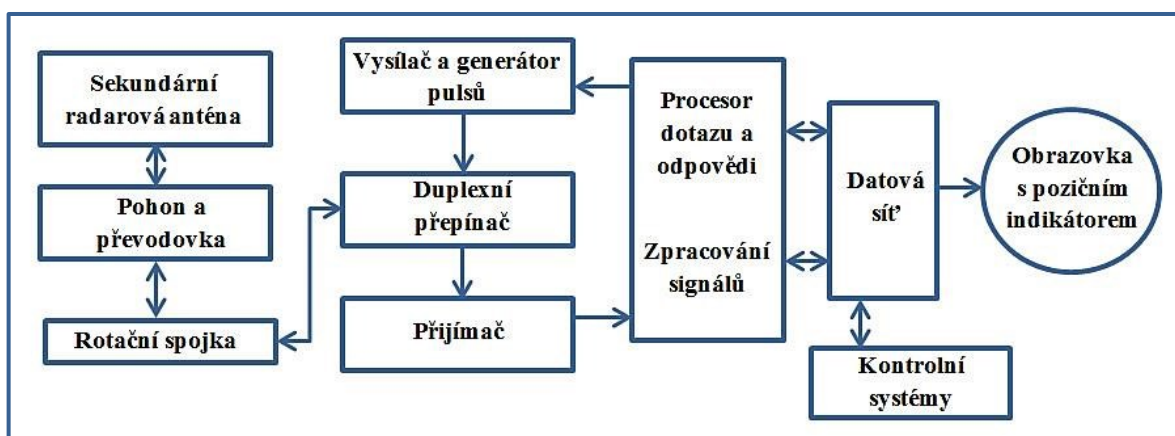 Sekundární
radarová anténa
Pohon a
převodovka
Rotační spojka
Vysílač a generátor
pulsů
Duplexní
přepínač
Přijímač
Procesor
dotazu a
odpovědi
Zpracování
signálů
Datová
síť
Kontrolní
systémy
Obrazovka
s pozičním
indikátorem